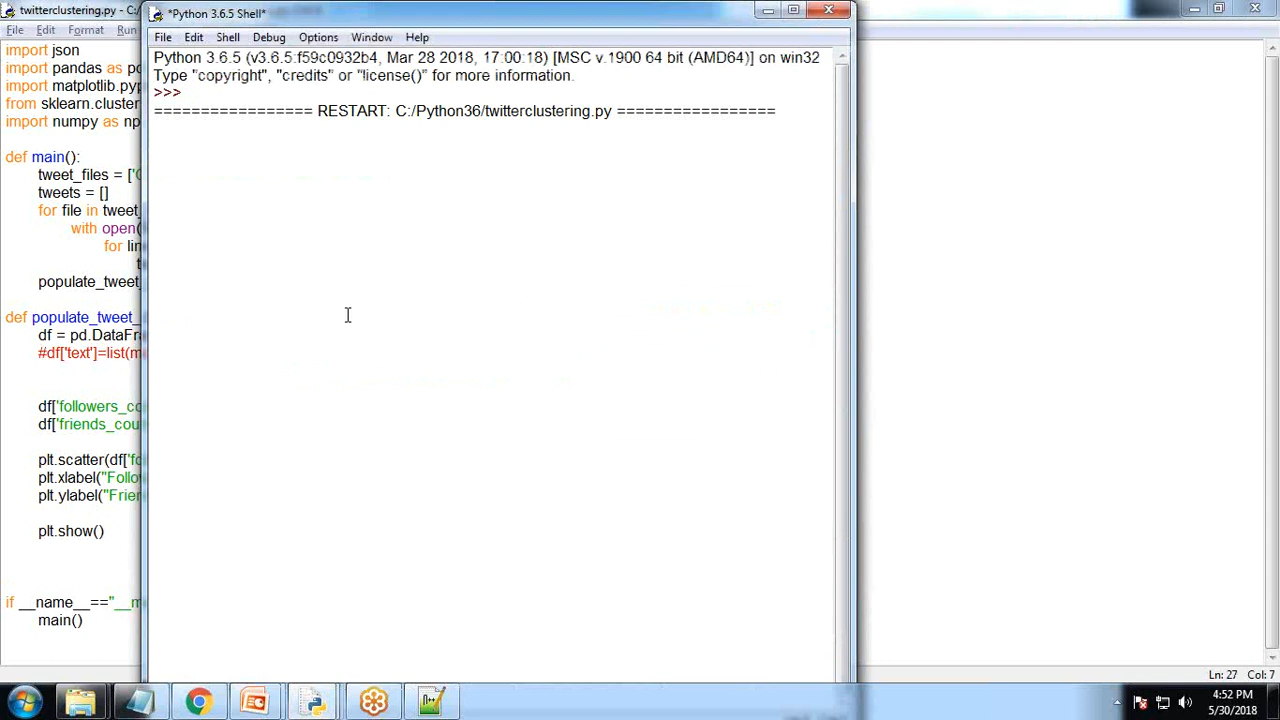 twitterclustering.py - C:/
*Python 3.6.5 Shell*
File Edit Format Run
File Edit Shell Debug Options Window Help
import json
import pandas as
import matplotlib.pyp
from sklearn.cluster
import numpy as np
def main():
tweet_files = ['
tweets = []
for file in tweet_
with open(
for lin
populate_tweet_
def populate_tweet_
df = pd.DataFra
#df['text']=list(m
df['followers_co
df['friends_cou
plt.scatter(df['fo
plt.xlabel("Follow
plt.ylabel("Frien
plt.show()
if __name__=="__m
main()
Python 3.6.5 (v3.6.5:f59c0932b4, Mar 28 2018, 17:00:18) [MSC v.1900 64 bit (AMD64)] on win32
Type "copyright", "credits" or "license()" for more information.
>>>
================= RESTART: C:/Python36/twitterclustering.py =================
Ln: 27 Col: 7
4:52 PM
5/30/2018